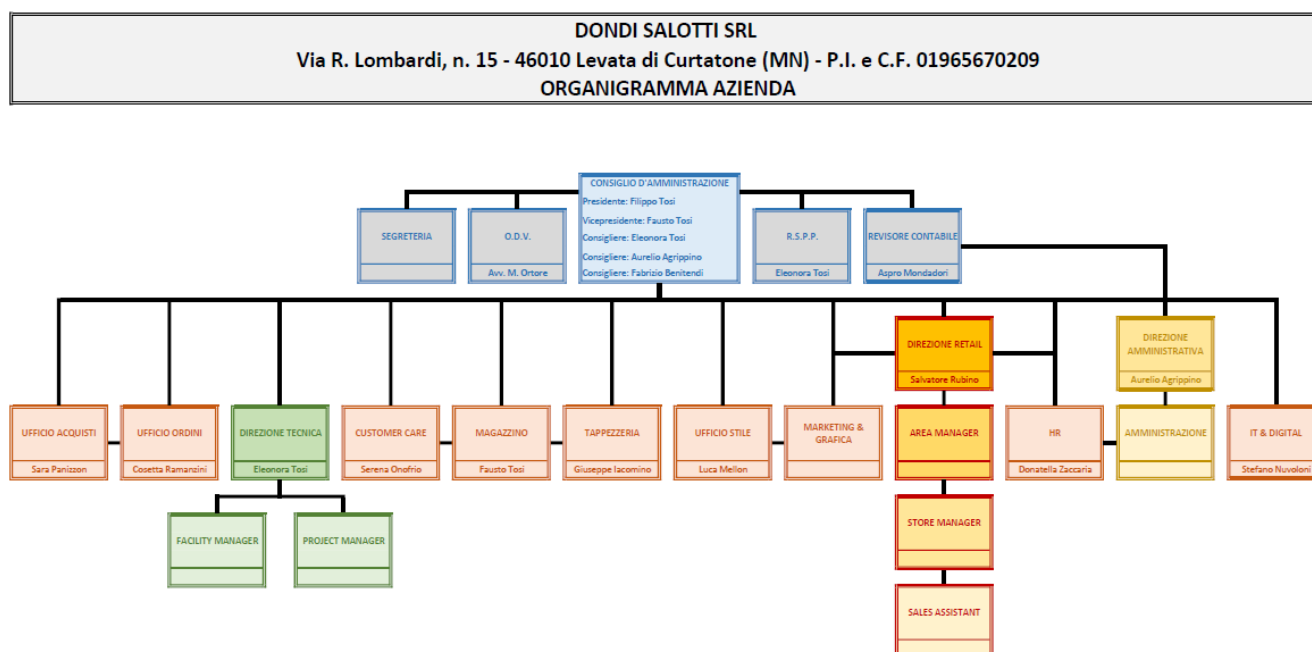 DONDI SALOTTI SRL
Via R. Lombardi, n. 15 - 46010 Levata di Curtatone (MN) - P.I. e C.F. 01965670209
ORGANIGRAMMA AZIENDA
CONSIGLIO D'AMMINISTRAZIONE
Presidente: Filippo Tosi
Vicepresidente: Fausto Tosi
Consigliere: Eleonora Tosi
Consigliere: Aurelio Agrippino
Consigliere: Fabrizio Benitendi
SEGRETERIA
O.D.V.
Avv. M. Ortore
R.S.P.P.
Eleonora Tosi
REVISORE CONTABILE
Aspro Mondadori
DIREZIONE RETAIL
Salvatore Rubino
DIREZIONE
AMMINISTRATIVA
Aurelio Agrippino
UFFICIO ACQUISTI
Sara Panizzon
UFFICIO ORDINI
Cosetta Ramanzini
DIREZIONE TECNICA
Eleonora Tosi
CUSTOMER CARE
Serena Onofrio
MAGAZZINO
Fausto Tosi
TAPPEZZERIA
Giuseppe Iacomino
UFFICIO STILE
Luca Mellon
MARKETING &
GRAFICA
AREA MANAGER
HR
Donatella Zaccaria
AMMINISTRAZIONE
IT & DIGITAL
Stefano Nuvoloni
FACILITY MANAGER
PROJECT MANAGER
STORE MANAGER
SALES ASSISTANT